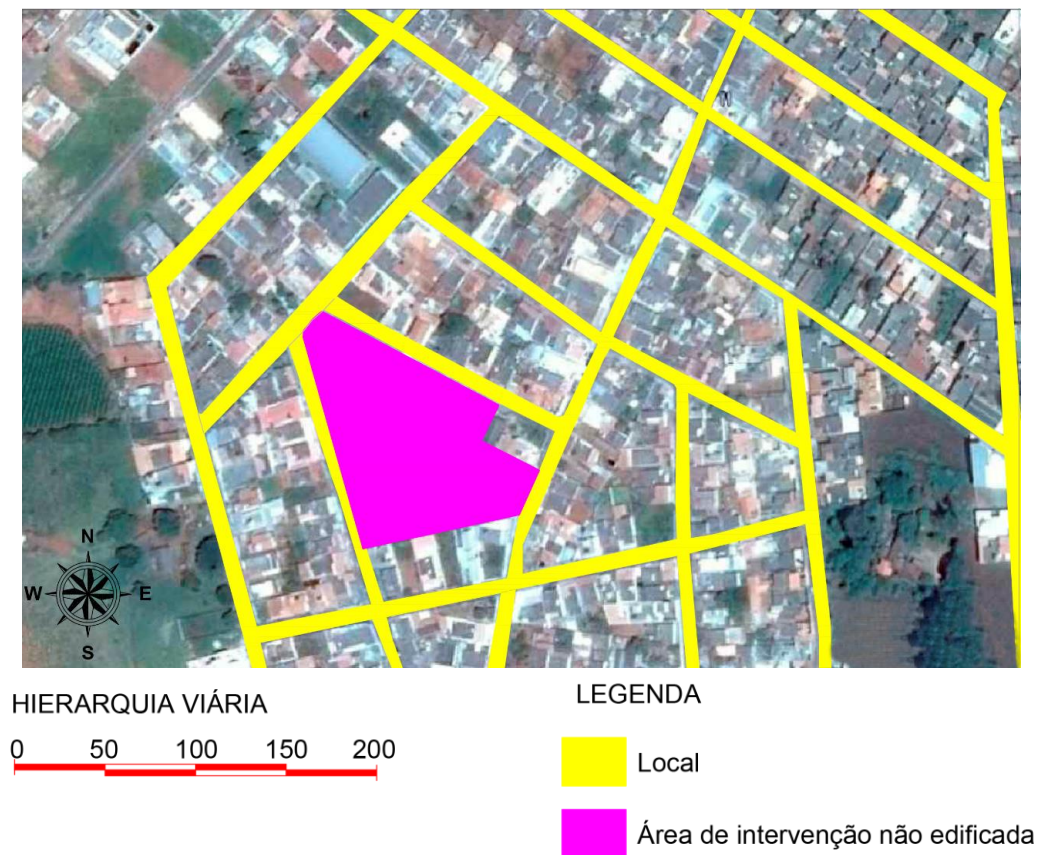 N
W E
S
HIERARQUIA VIÁRIA
0 50 100 150 200
LEGENDA
Local
Área de intervenção não edificada